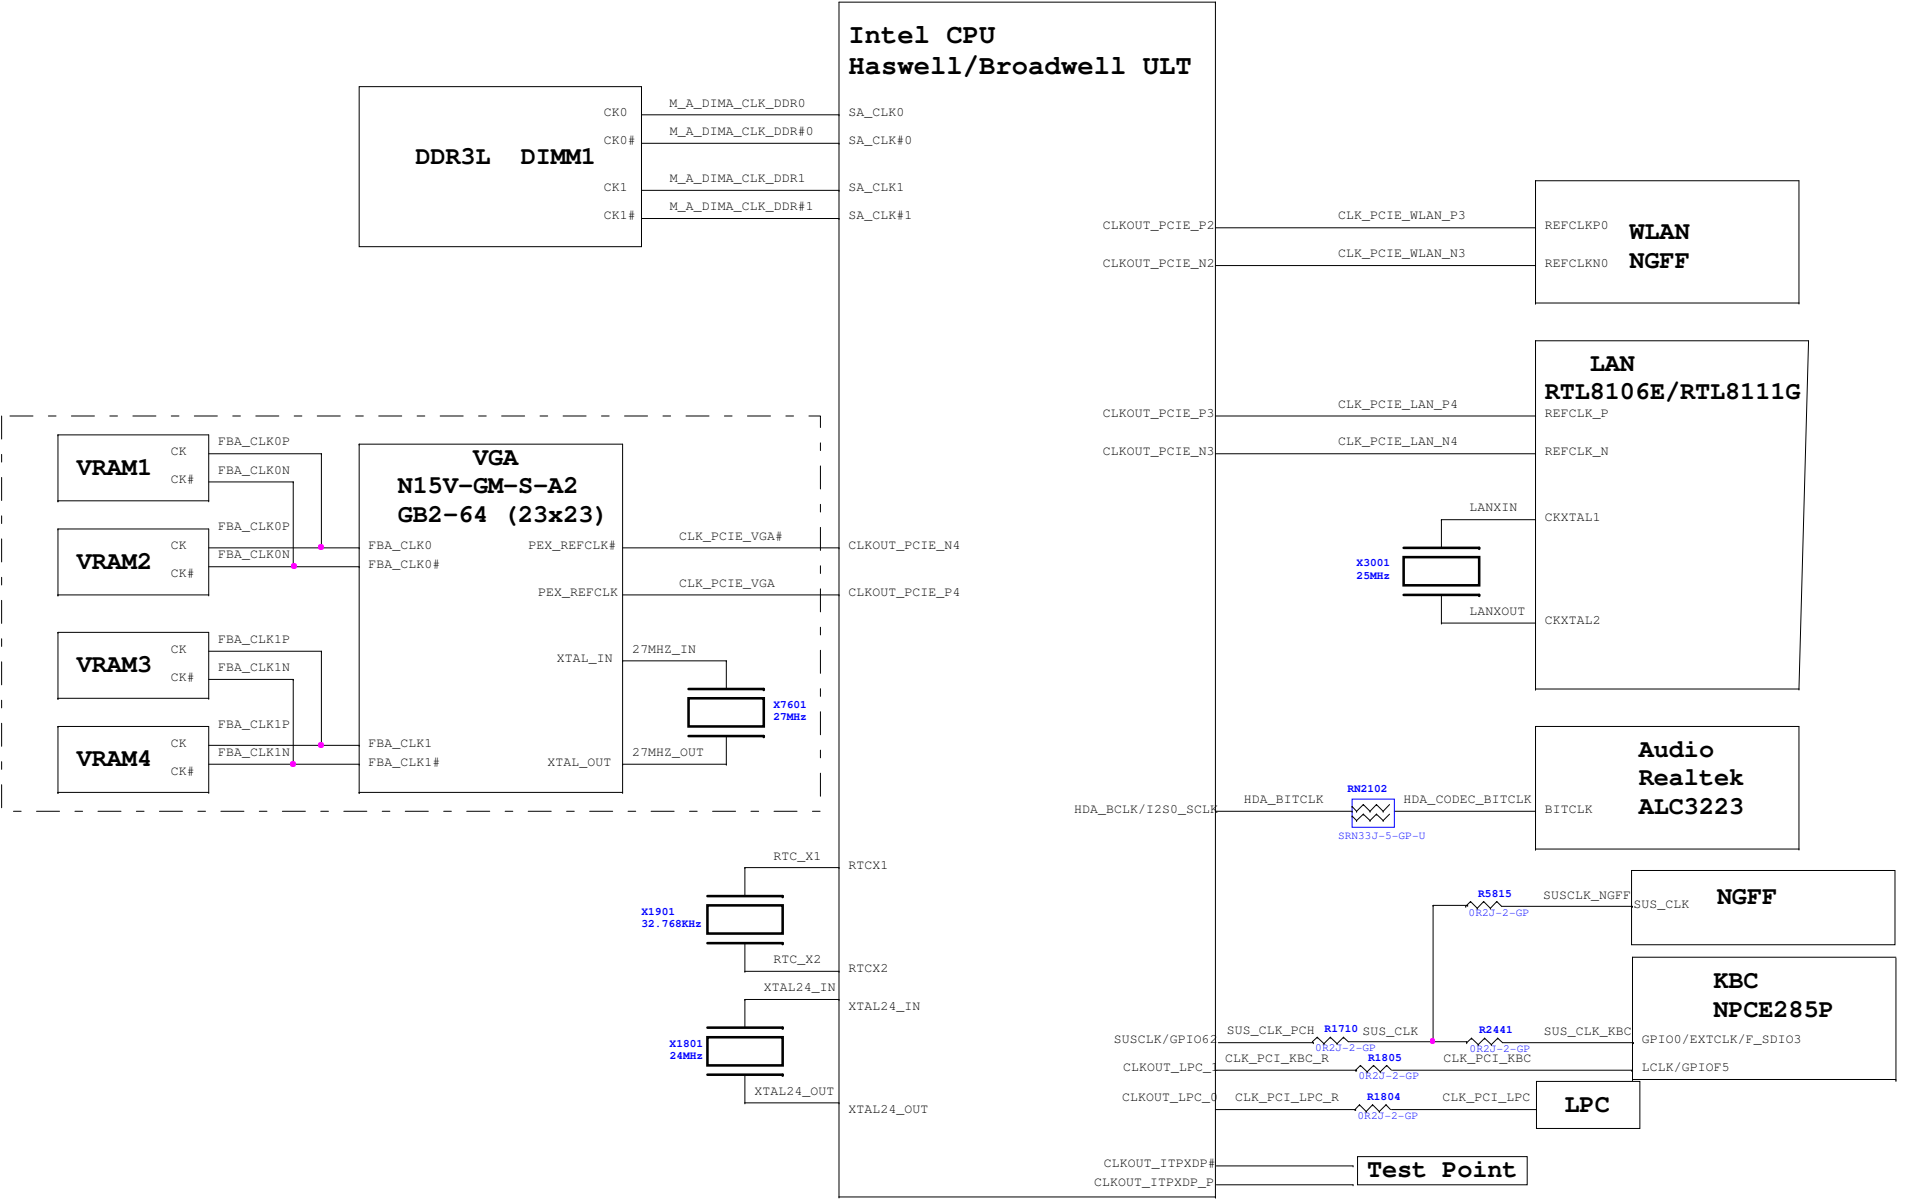 Intel CPU
Haswell/Broadwell ULT
DDR3L DIMM1
CK0
M_A_DIMA_CLK_DDR0
SA_CLK0
CK0#
M_A_DIMA_CLK_DDR#0
SA_CLK#0
CK1
M_A_DIMA_CLK_DDR1
SA_CLK1
CK1#
M_A_DIMA_CLK_DDR#1
SA_CLK#1
CLKOUT_PCIE_P2
CLK_PCIE_WLAN_P3
REFCLKP0
CLKOUT_PCIE_N2
CLK_PCIE_WLAN_N3
REFCLKN0
WLAN
NGFF
LAN
RTL8106E/RTL8111G
CLKOUT_PCIE_P3
CLK_PCIE_LAN_P4
REFCLK_P
CLKOUT_PCIE_N3
CLK_PCIE_LAN_N4
REFCLK_N
LANXIN
CKXTAL1
X3001
25MHz
LANXOUT
CKXTAL2
VRAM1
CK
FBA_CLK0P
CK#
FBA_CLK0N
VRAM2
CK
FBA_CLK0P
CK#
FBA_CLK0N
VRAM3
CK
FBA_CLK1P
CK#
FBA_CLK1N
VRAM4
CK
FBA_CLK1P
CK#
FBA_CLK1N
VGA
N15V-GM-S-A2
GB2-64 (23x23)
FBA_CLK0
FBA_CLK0#
FBA_CLK1
FBA_CLK1#
PEX_REFCLK#
CLK_PCIE_VGA#
CLKOUT_PCIE_N4
PEX_REFCLK
CLK_PCIE_VGA
CLKOUT_PCIE_P4
XTAL_IN
27MHZ_IN
X7601
27MHz
XTAL_OUT
27MHZ_OUT
Audio
Realtek
ALC3223
HDA_BCLK/I2S0_SCLK
HDA_BITCLK
RN2102
SRN33J-5-GP-U
HDA_CODEC_BITCLK
BITCLK
RTC_X1
RTCX1
X1901
32.768KHz
RTC_X2
RTCX2
XTAL24_IN
XTAL24_IN
X1801
24MHz
XTAL24_OUT
XTAL24_OUT
R5815
0R2J-2-GP
SUSCLK_NGFF
SUS_CLK
NGFF
KBC
NPCE285P
SUSCLK/GPIO62
SUS_CLK_PCH
R1710
0R2J-2-GP
SUS_CLK
R2441
0R2J-2-GP
SUS_CLK_KBC
GPIO0/EXTCLK/F_SDIO3
CLKOUT_LPC_1
CLK_PCI_KBC_R
R1805
0R2J-2-GP
CLK_PCI_KBC
LCLK/GPIOF5
CLKOUT_LPC_0
CLK_PCI_LPC_R
R1804
0R2J-2-GP
CLK_PCI_LPC
LPC
CLKOUT_ITPXDP#
CLKOUT_ITPXDP_P
Test Point